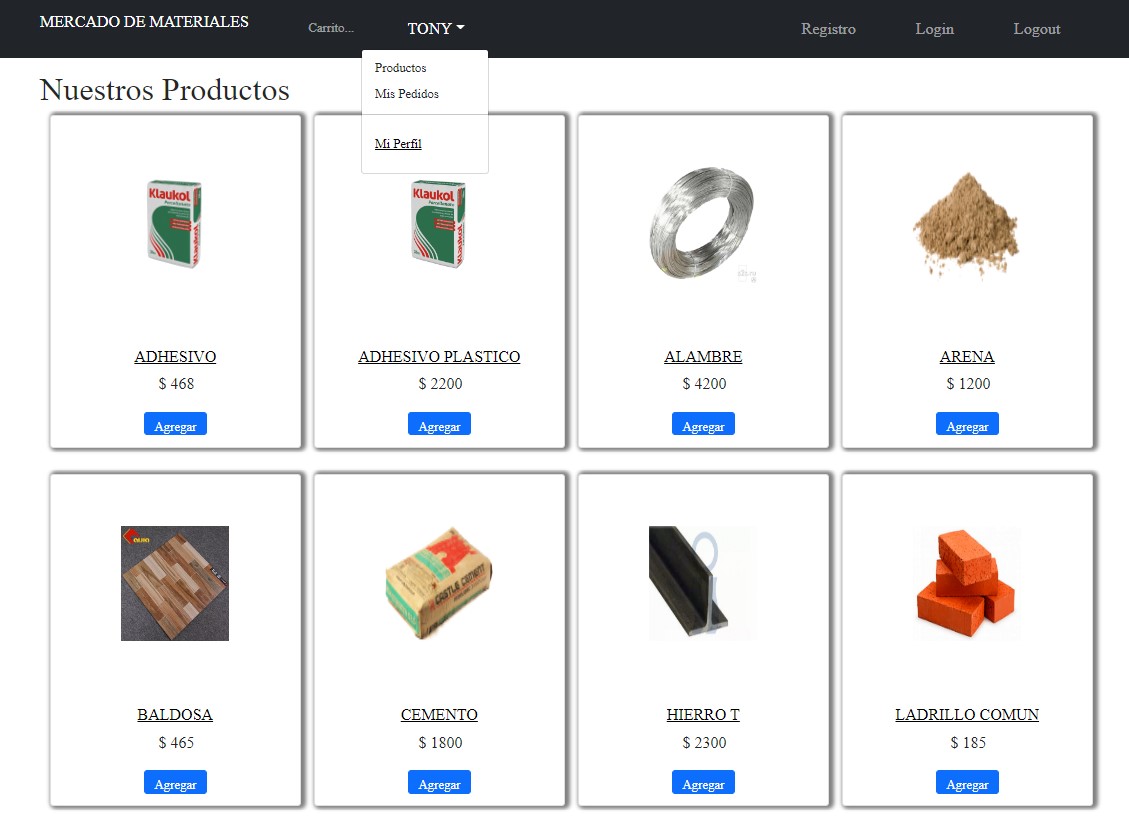 MERCADO DE MATERIALES
Carrito...
TONY
Registro
Login
Logout
Productos
Mis Pedidos
Mi Perfil
Nuestros Productos
Klaukol
ADHESIVO
$ 468
Agregar
Klaukol
ADHESIVO PLASTICO
$ 2200
Agregar
ALAMBRE
$ 4200
Agregar
ARENA
$ 1200
Agregar
BALDOSA
$ 465
Agregar
CASTLE CEMENT
CEMENTO
$ 1800
Agregar
HIERRO T
$ 2300
Agregar
LADRILLO COMUN
$ 185
Agregar